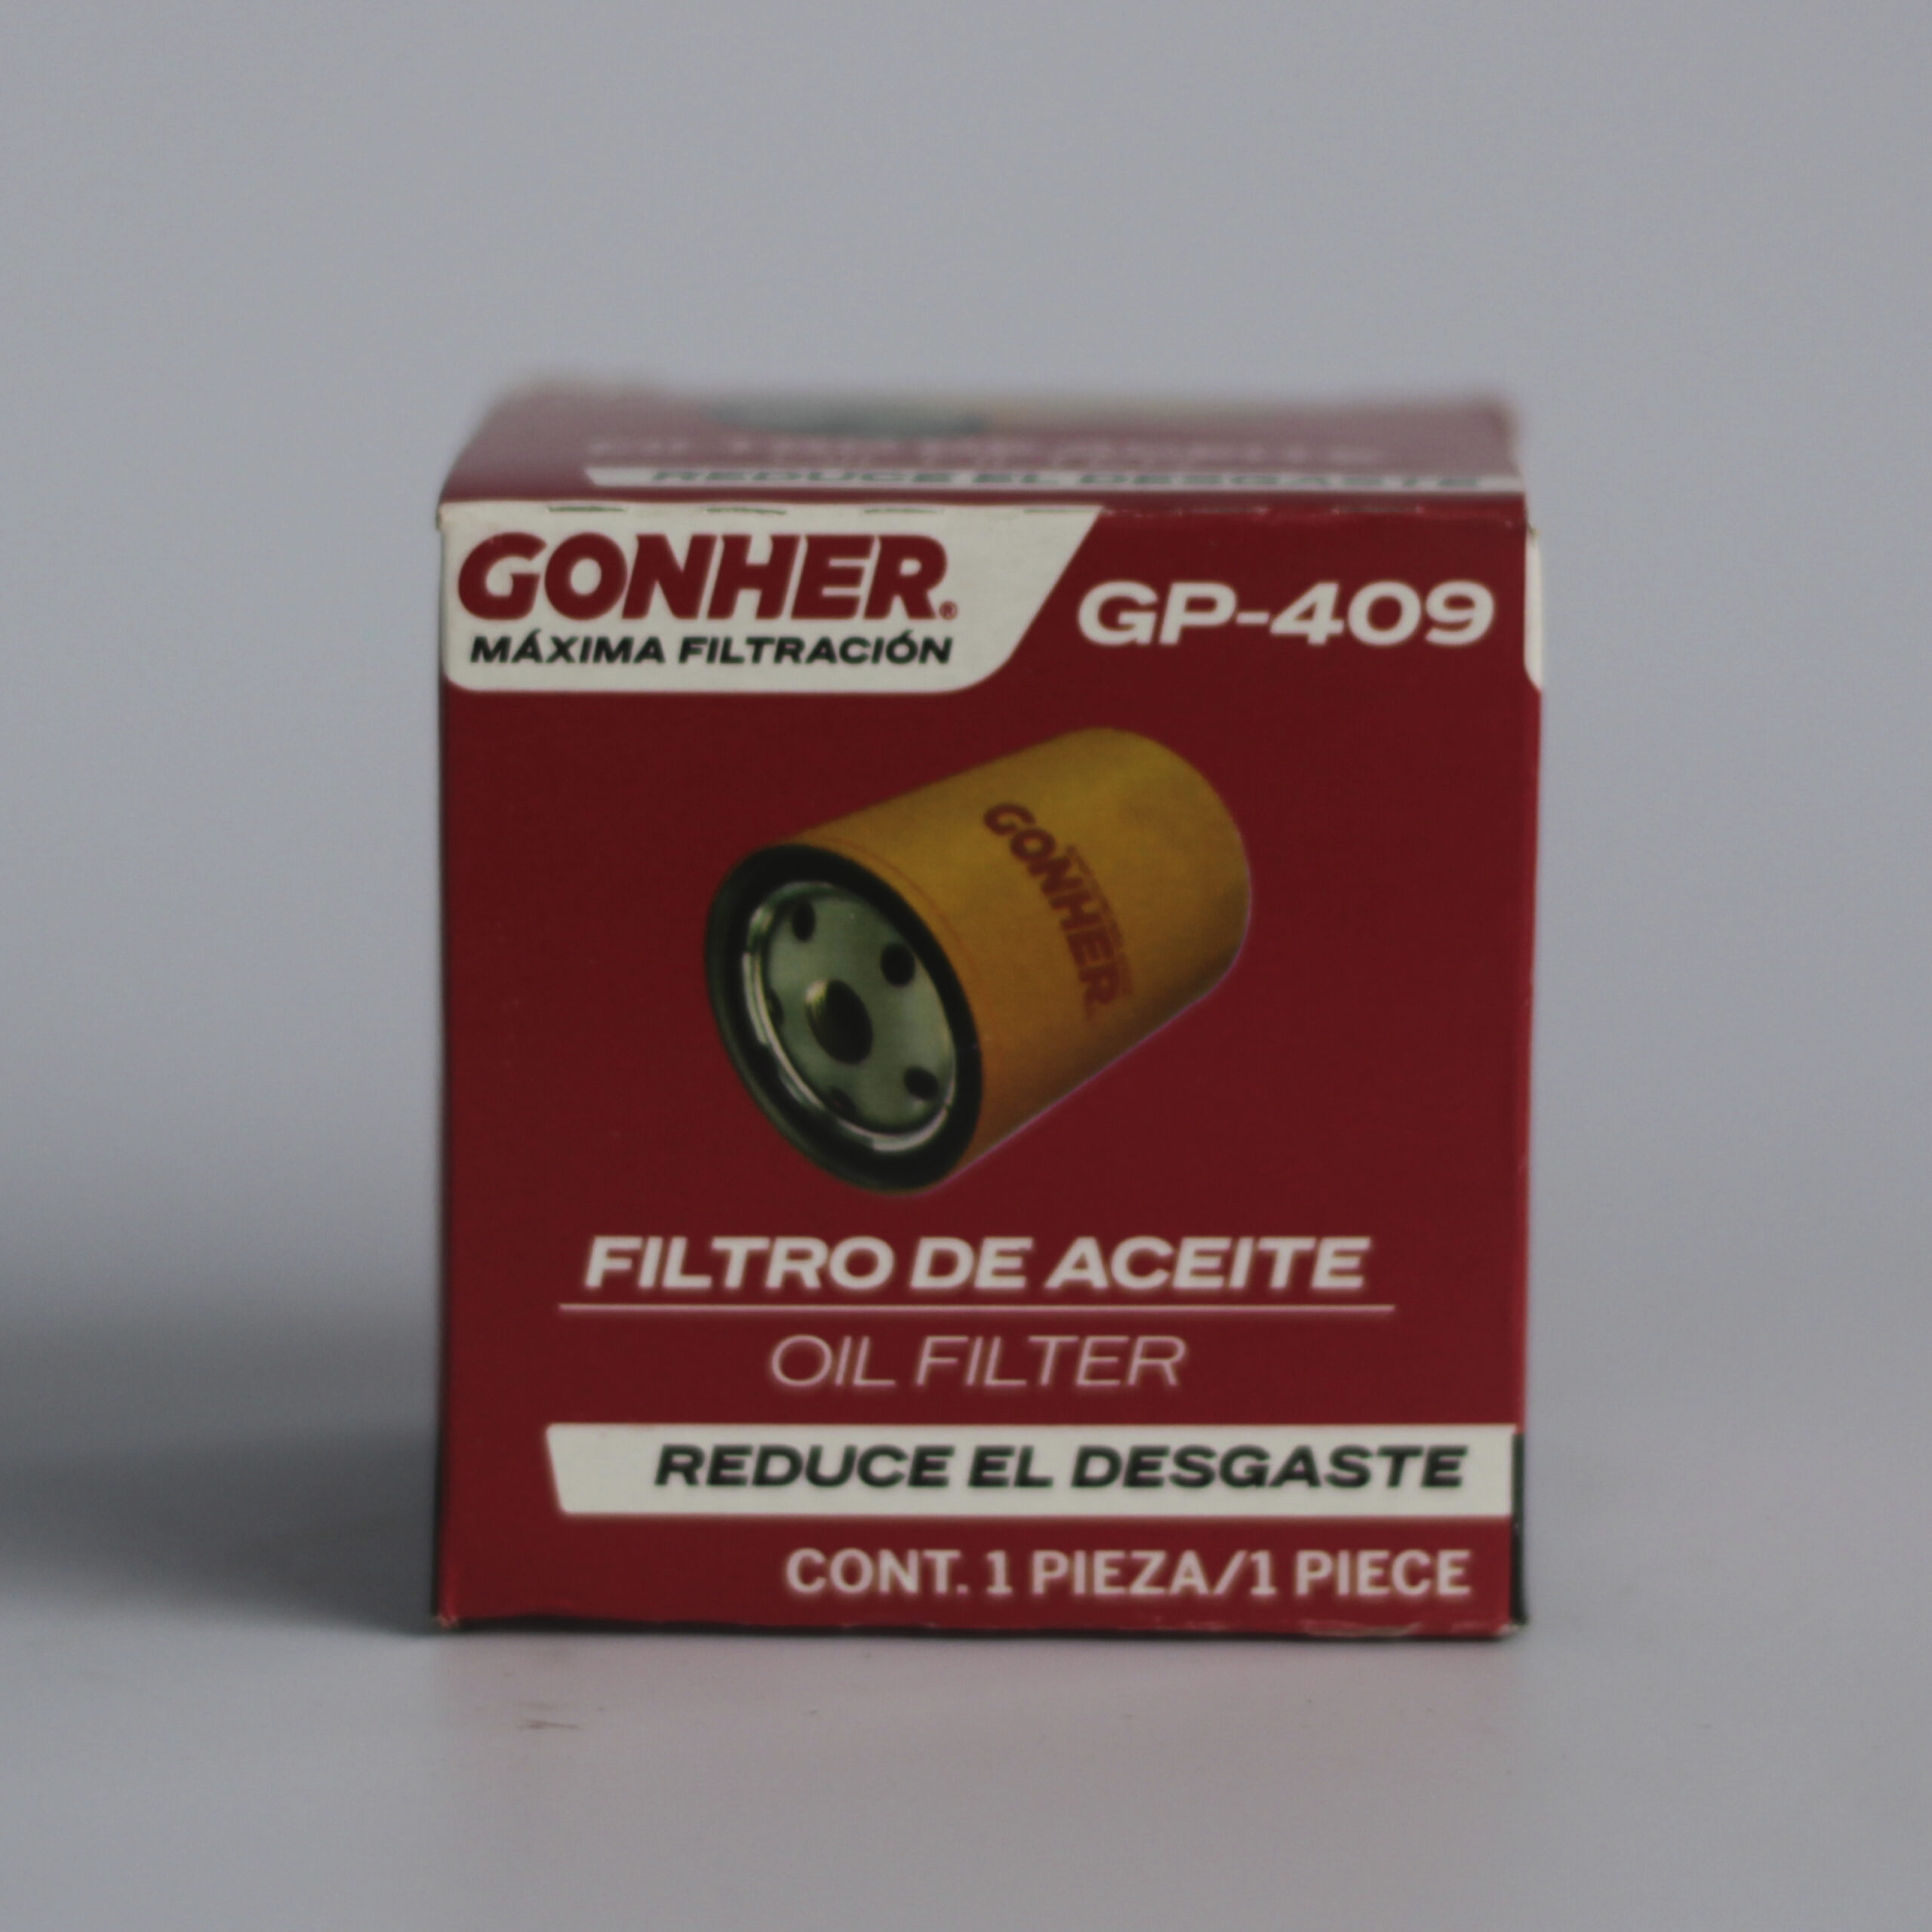 REDUCE EL DESGASTE
GONHER®
MÁXIMA FILTRACIÓN
GP-409
GONHER
FILTRO DE ACEITE
OIL FILTER
REDUCE EL DESGASTE
CONT. 1 PIEZA/1 PIECE